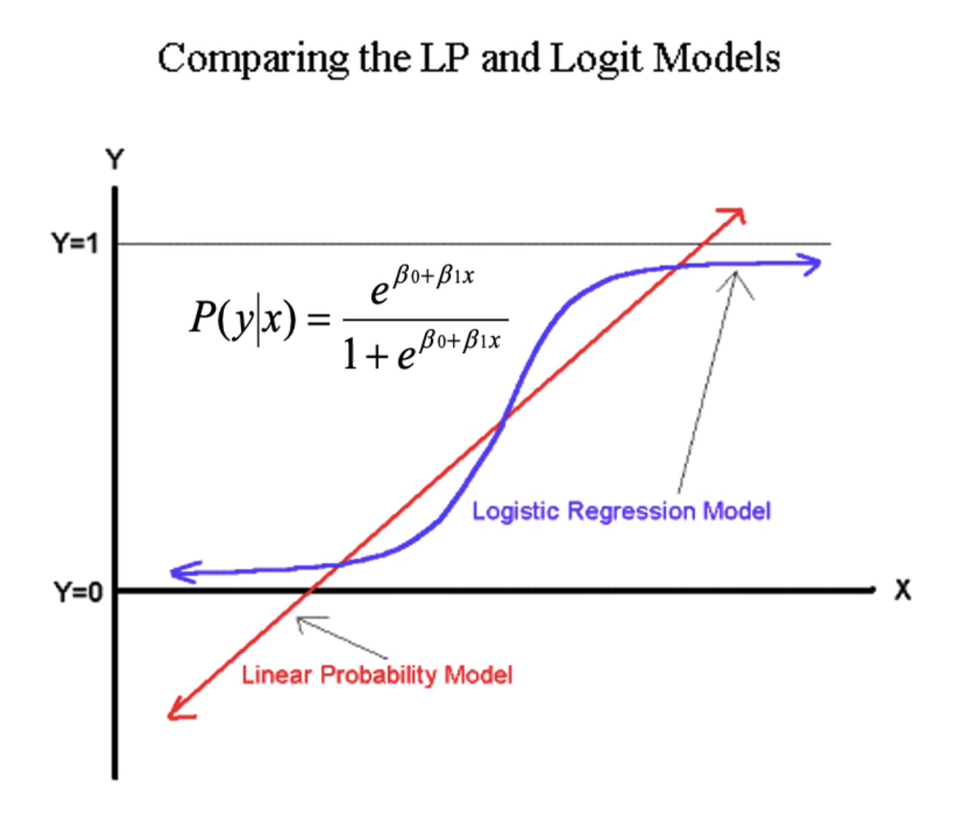 Comparing the LP and Logit Models
Y
Y=1
P(y|x) = e^{β0+β1x} / 1+e^{β0+β1x}
Logistic Regression Model
Y=0
X
Linear Probability Model